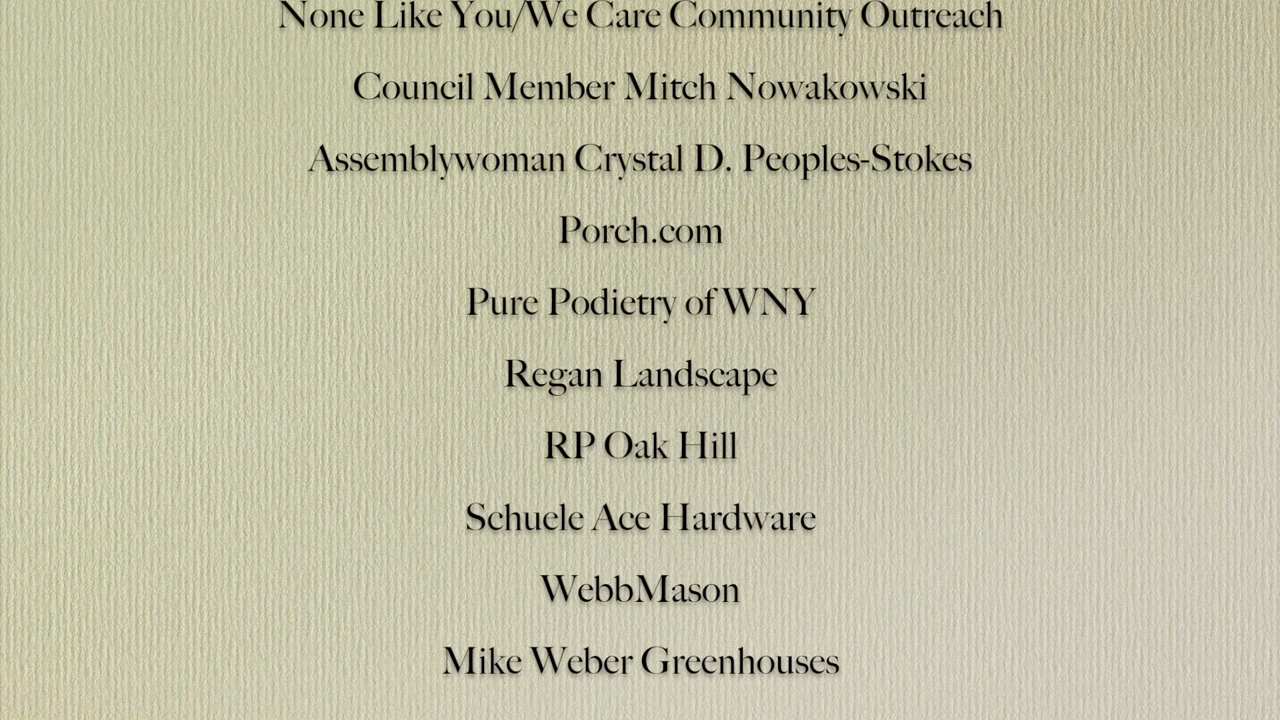 None Like You/We Care Community Outreach
Council Member Mitch Nowakowski
Assemblywoman Crystal D. Peoples-Stokes
Porch.com
Pure Podietry of WNY
Regan Landscape
RP Oak Hill
Schuele Ace Hardware
WebbMason
Mike Weber Greenhouses